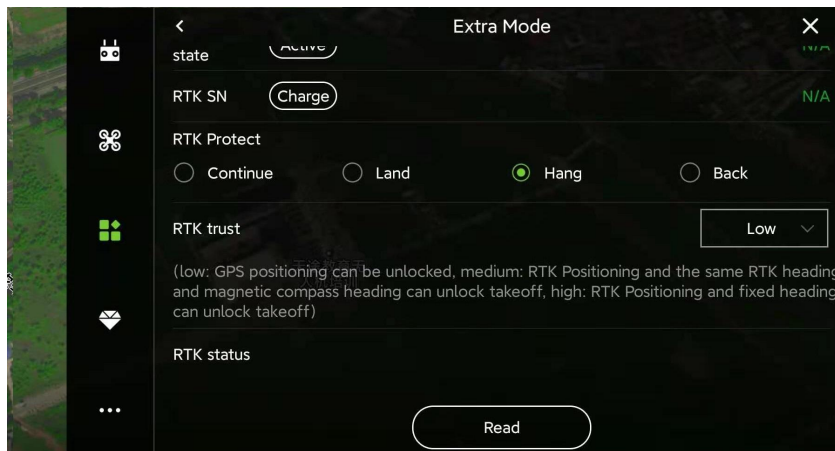 Extra Mode
state
Active
N/A
RTK SN
Charge
N/A
RTK Protect
Continue
Land
Hang
Back
RTK trust
Low
(low: GPS positioning can be unlocked, medium: RTK Positioning and the same RTK heading
and magnetic compass heading can unlock takeoff, high: RTK Positioning and fixed heading
can unlock takeoff)
RTK status
Read